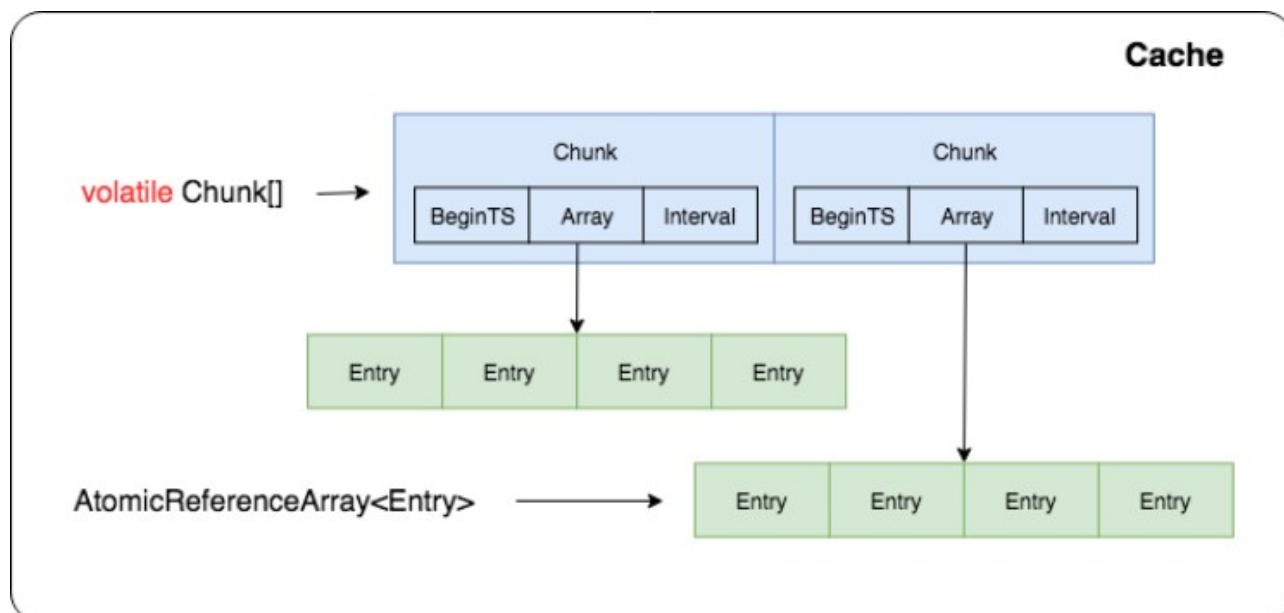 Cache
Chunk Chunk
volatile Chunk[]
BeginTS Array Interval BeginTS Array Interval
Entry Entry Entry Entry
AtomicReferenceArray<Entry>
Entry Entry Entry Entry